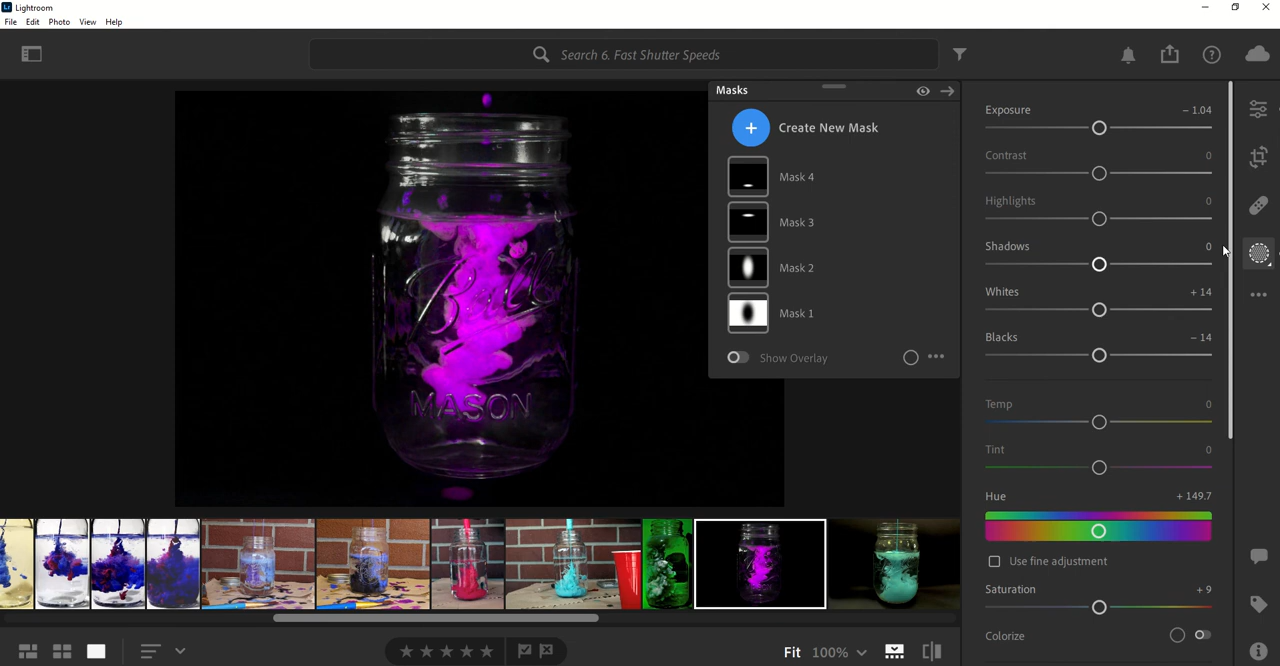 Lr Lightroom
File Edit Photo View Help
Search 6. Fast Shutter Speeds
Masks
Create New Mask
Mask 4
Mask 3
Mask 2
Mask 1
Show Overlay
Exposure − 1.04
Contrast 0
Highlights 0
Shadows 0
Whites + 14
Blacks − 14
Temp 0
Tint 0
Hue + 149.7
Use fine adjustment
Saturation + 9
Colorize
Ball
MASON
Fit 100%